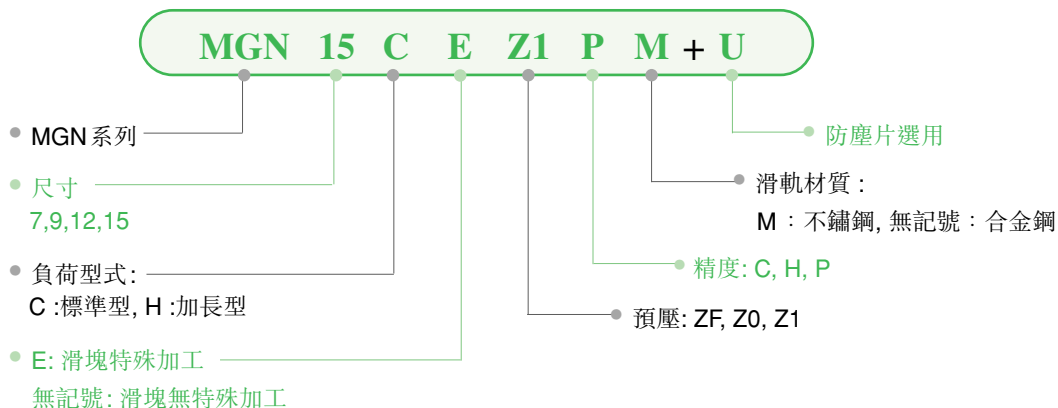 MGN 15 C E Z1 P M + U
MGN系列
防塵片選用
尺寸
7,9,12,15
滑軌材質:
M：不鏽鋼, 無記號：合金鋼
負荷型式:
C :標準型, H :加長型
精度: C, H, P
預壓: ZF, Z0, Z1
E: 滑塊特殊加工
無記號: 滑塊無特殊加工